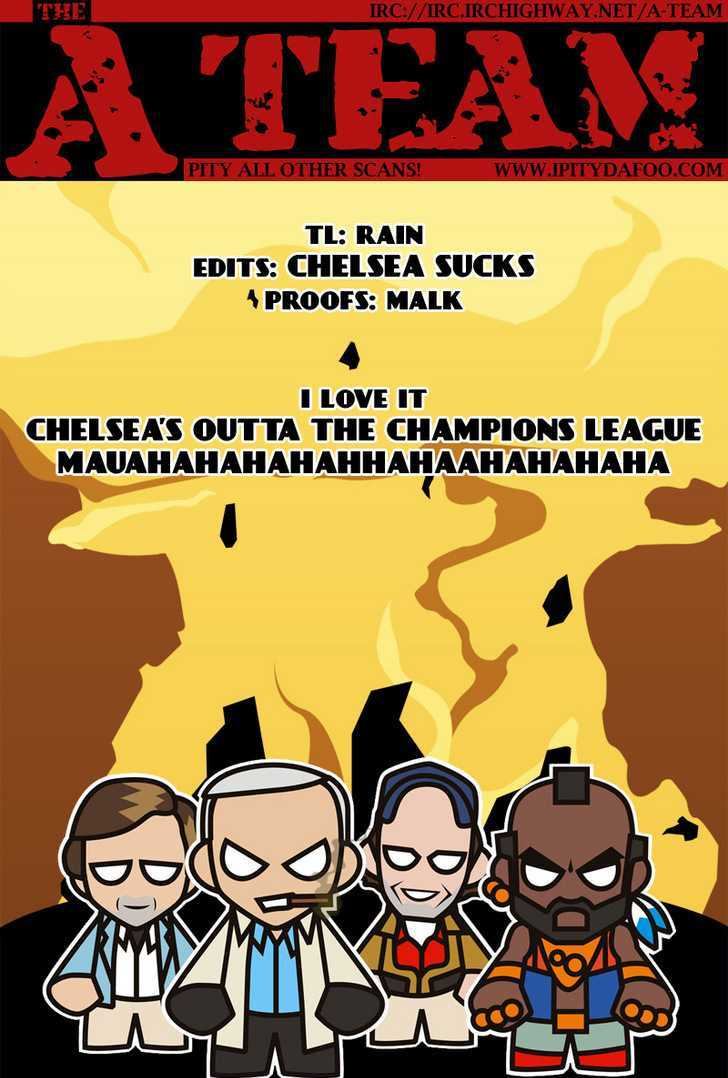 THE
IRC://IRC.IRCHIGHWAY.NET/A-TEAM
A TEAM
PITY ALL OTHER SCANS!
WWW.IPITYDAFOO.COM
TL: RAIN
EDITS: CHELSEA SUCKS
PROOFS: MALK
I LOVE IT
CHELSEA'S OUTTA THE CHAMPIONS LEAGUE
MAUAHAHAHAHAHHAHAAHAHAHAHA